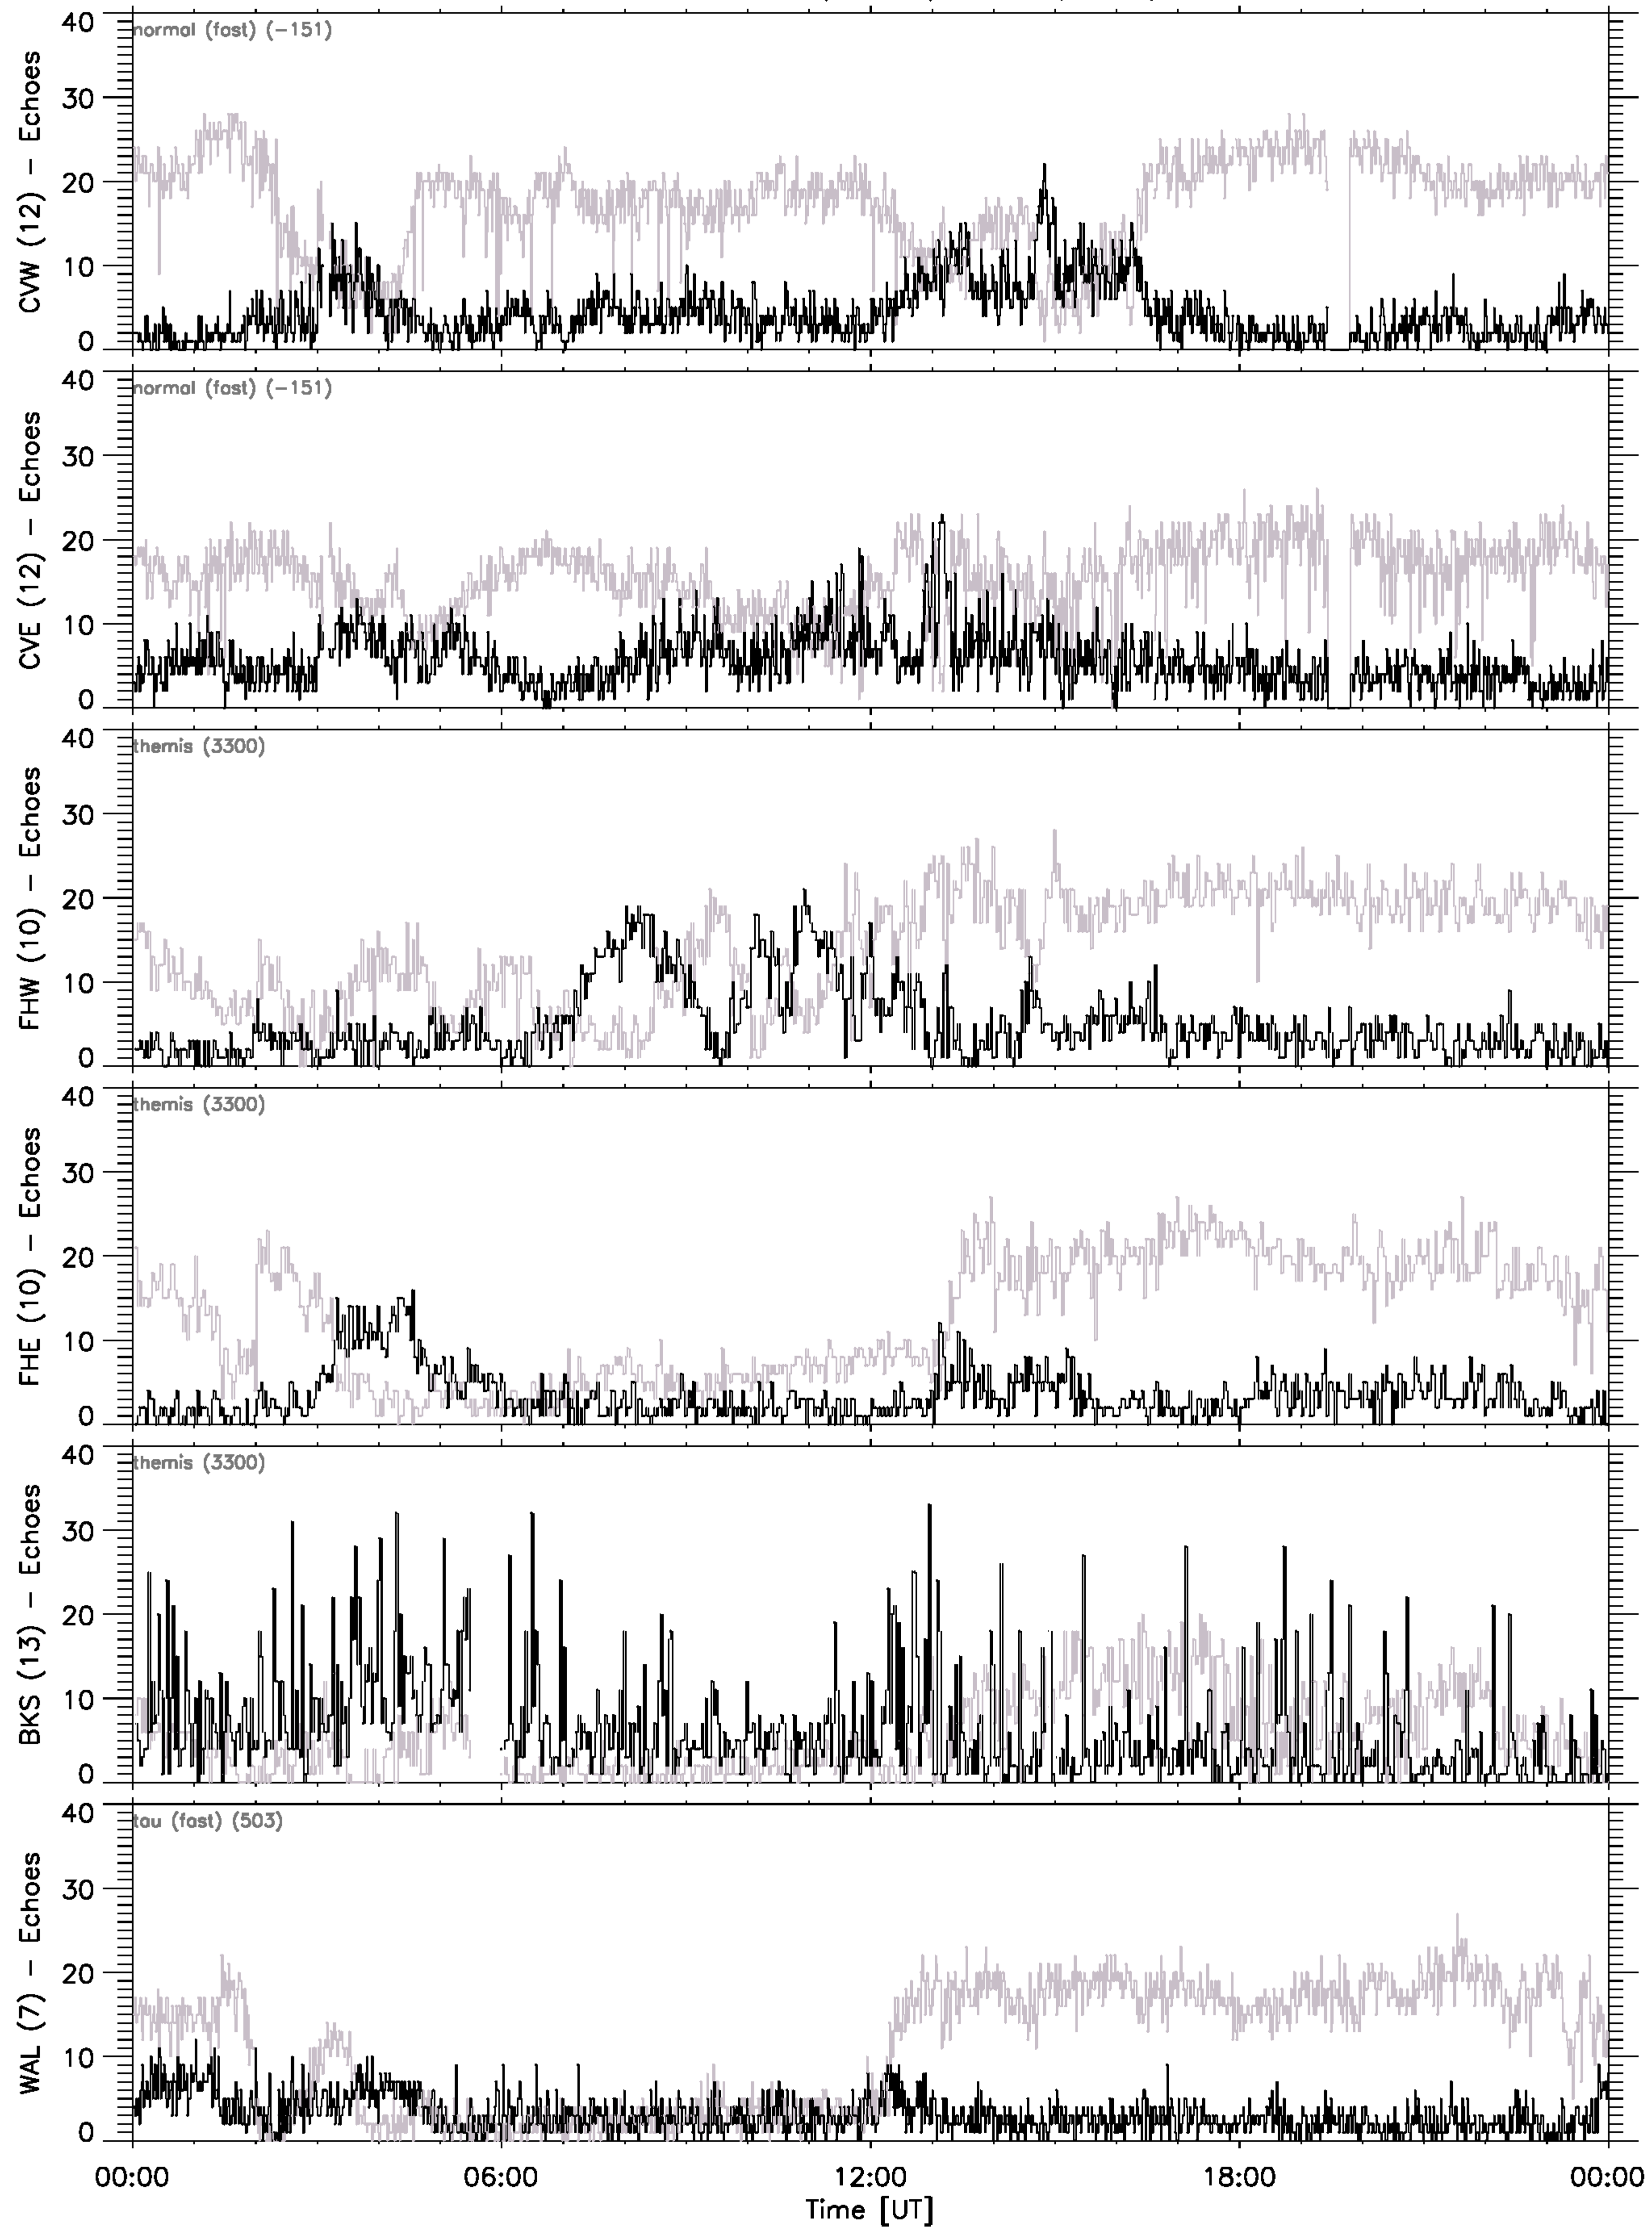 40
normal (fast) (-151)
30
20
10
0
CVW (12) - Echoes
40
normal (fast) (-151)
30
20
10
0
CVE (12) - Echoes
40
themis (3300)
30
20
10
0
FHW (10) - Echoes
40
themis (3300)
30
20
10
0
FHE (10) - Echoes
40
themis (3300)
30
20
10
0
BKS (13) - Echoes
40
tau (fast) (503)
30
20
10
0
WAL (7) - Echoes
00:00 06:00 12:00 18:00 00:00
Time [UT]